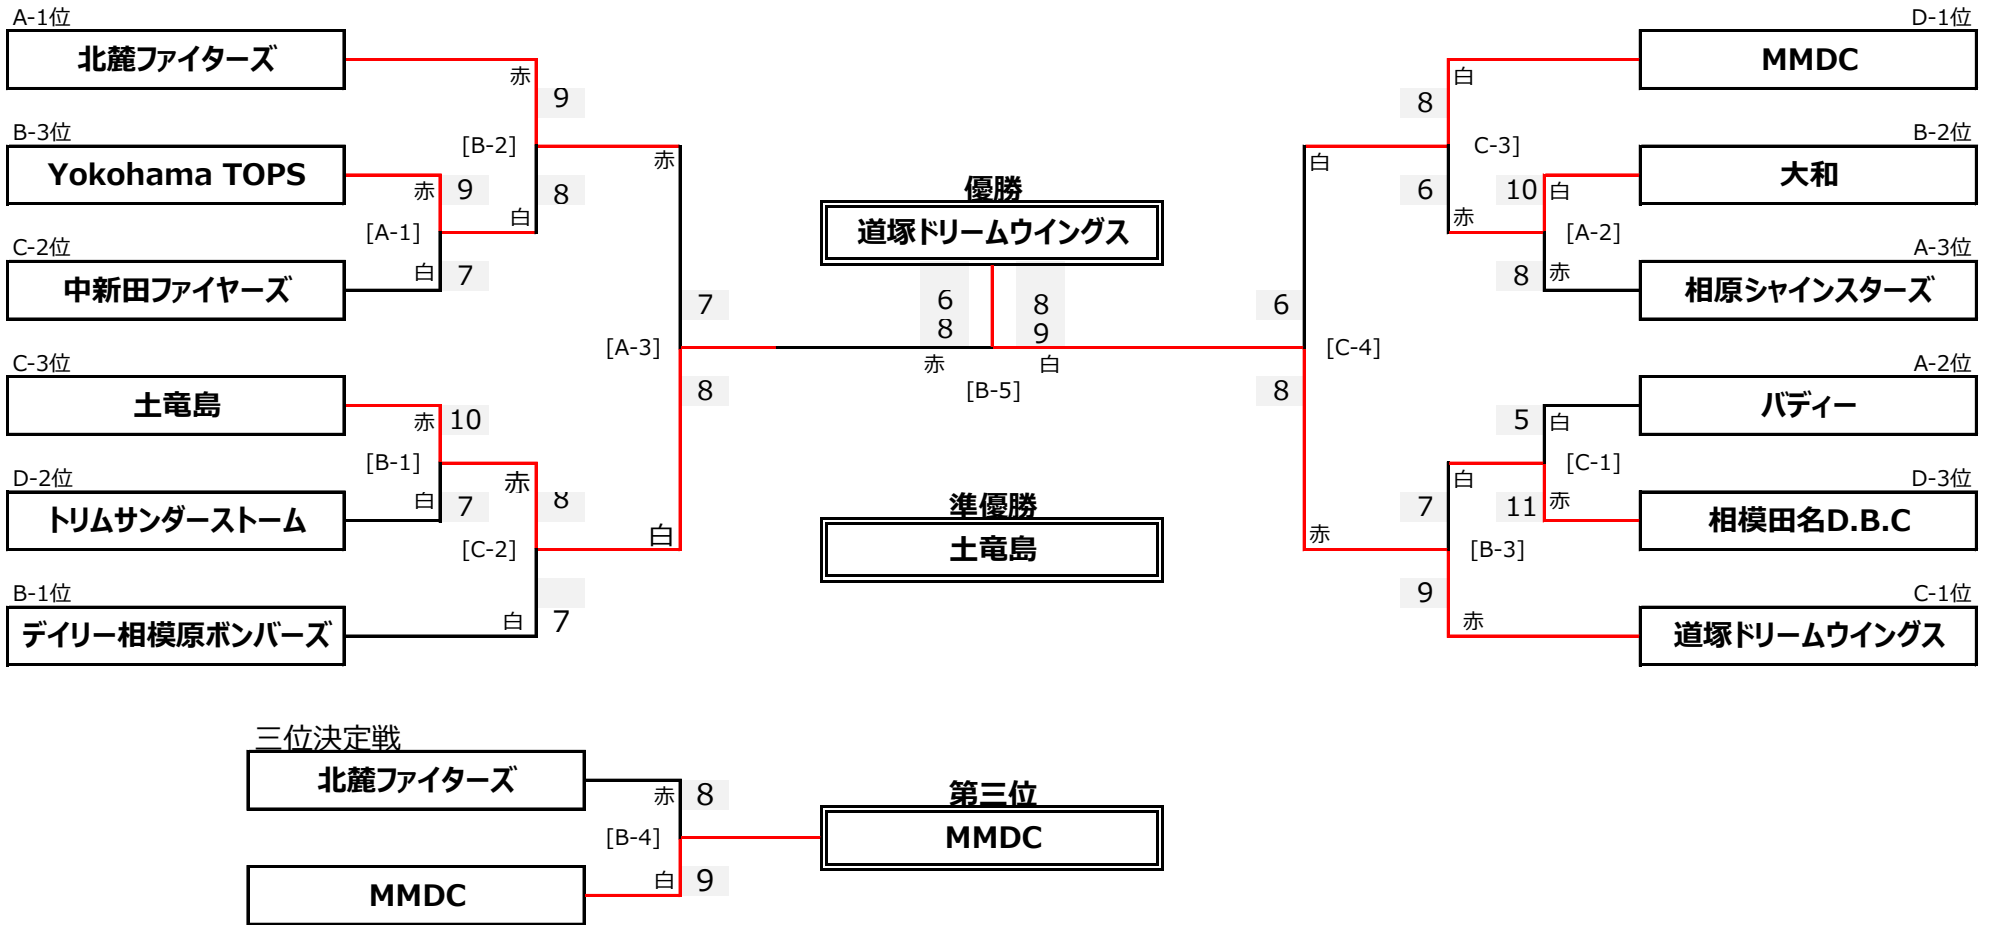 A-1位
北麓ファイターズ
赤
9
B-3位
Yokohama TOPS
[B-2]
赤
9
8
白
[A-1]
C-2位
中新田ファイヤーズ
白
7
赤
7
[A-3]
8
C-3位
土竜島
赤
10
[B-1]
D-2位
トリムサンダーストーム
白
7
赤
8
[C-2]
白
B-1位
デイリー相模原ボンバーズ
白
7
優勝
道塚ドリームウイングス
6
8
8
9
赤
白
[B-5]
準優勝
土竜島
D-1位
MMDC
白
8
C-3]
B-2位
大和
白
6
10
白
赤
[A-2]
A-3位
相原シャインスターズ
8
赤
6
[C-4]
8
A-2位
バディー
5
白
[C-1]
D-3位
相模田名D.B.C
白
7
11
赤
[B-3]
赤
9
C-1位
道塚ドリームウイングス
赤
三位決定戦
北麓ファイターズ
赤
8
[B-4]
MMDC
白
9
第三位
MMDC